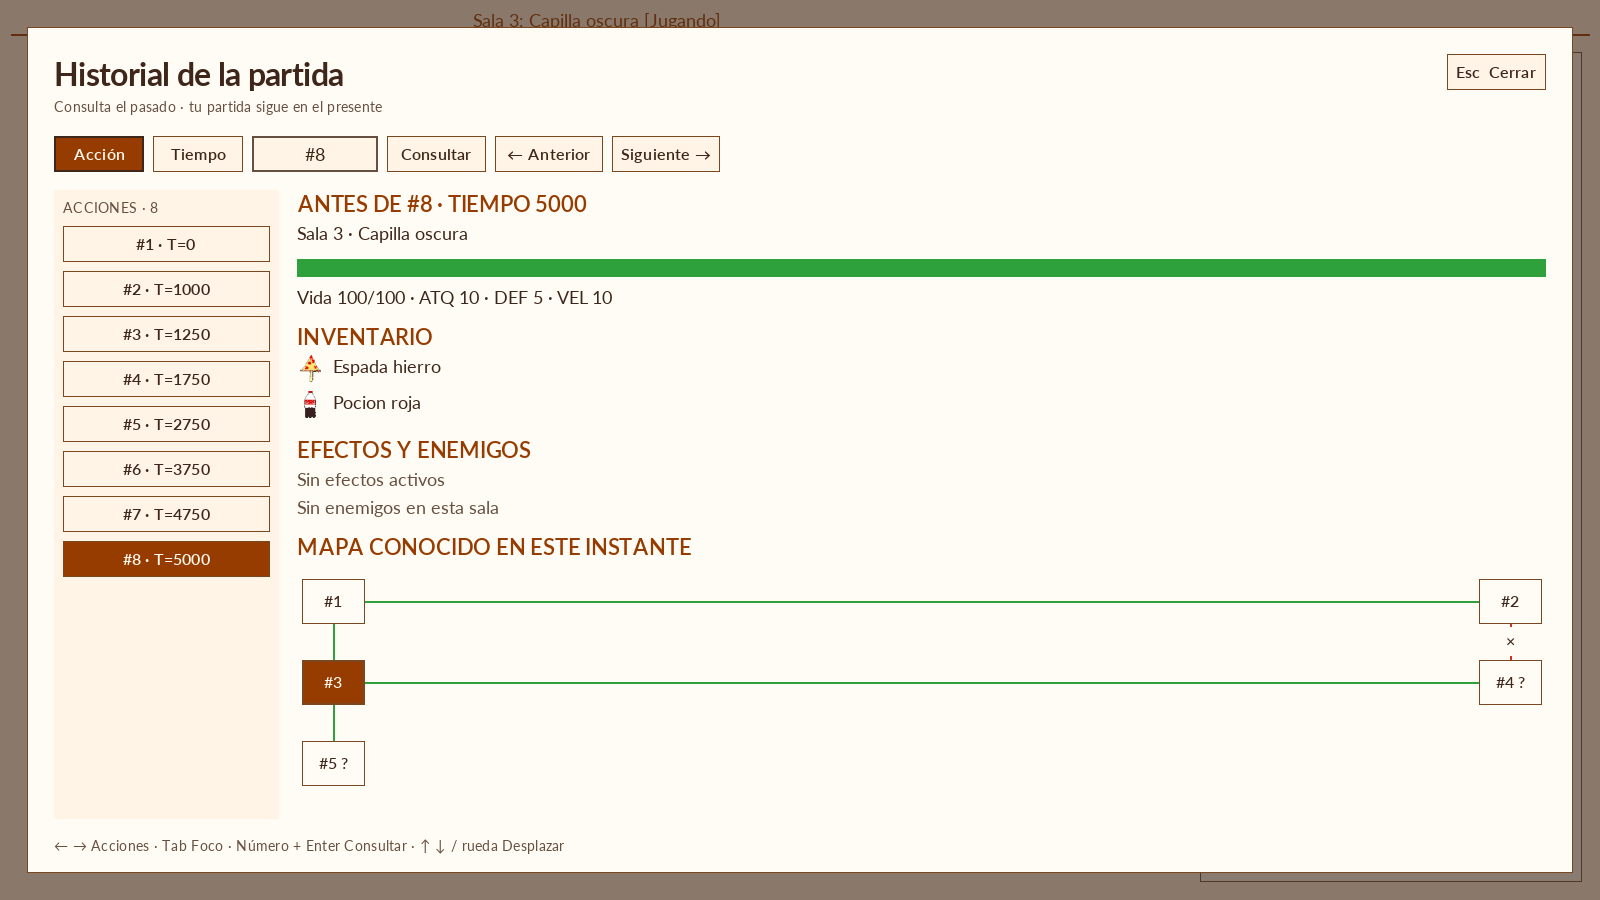 Sala 3: Capilla oscura [Jugando]
Historial de la partida
Esc Cerrar
Consulta el pasado · tu partida sigue en el presente
Acción
Tiempo
#8
Consultar
← Anterior
Siguiente →
ACCIONES · 8
#1 · T=0
#2 · T=1000
#3 · T=1250
#4 · T=1750
#5 · T=2750
#6 · T=3750
#7 · T=4750
#8 · T=5000
ANTES DE #8 · TIEMPO 5000
Sala 3 · Capilla oscura
Vida 100/100 · ATQ 10 · DEF 5 · VEL 10
INVENTARIO
Espada hierro
Pocion roja
EFECTOS Y ENEMIGOS
Sin efectos activos
Sin enemigos en esta sala
MAPA CONOCIDO EN ESTE INSTANTE
#1
#2
×
#3
#4 ?
#5 ?
← → Acciones · Tab Foco · Número + Enter Consultar · ↑ ↓ / rueda Desplazar